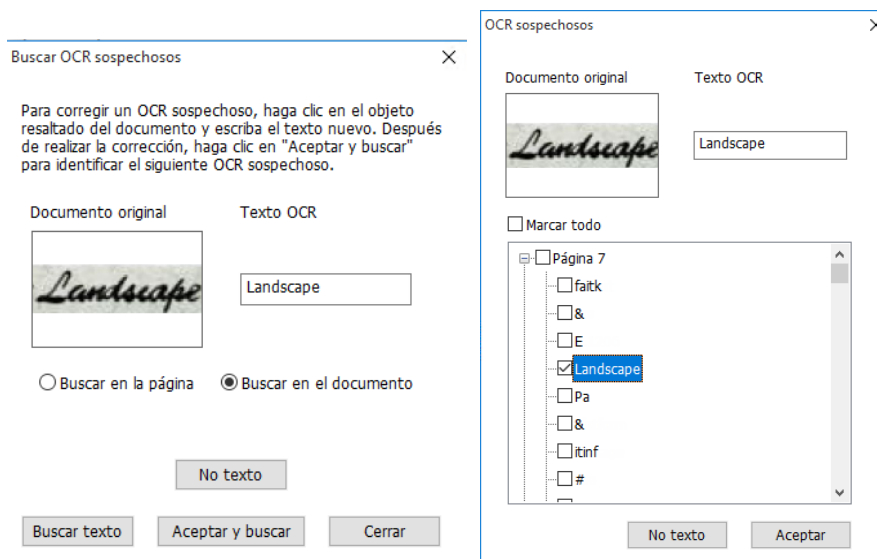 Buscar OCR sospechosos
Para corregir un OCR sospechoso, haga clic en el objeto
resaltado del documento y escriba el texto nuevo. Después
de realizar la corrección, haga clic en "Aceptar y buscar"
para identificar el siguiente OCR sospechoso.
Documento original Texto OCR
Landscape
Landscape
Buscar en la página Buscar en el documento
No texto
Buscar texto Aceptar y buscar Cerrar
OCR sospechosos
Documento original Texto OCR
Landscape
Landscape
Marcar todo
Página 7
faitk
&
E
Landscape
Pa
&
itinf
#
No texto Aceptar